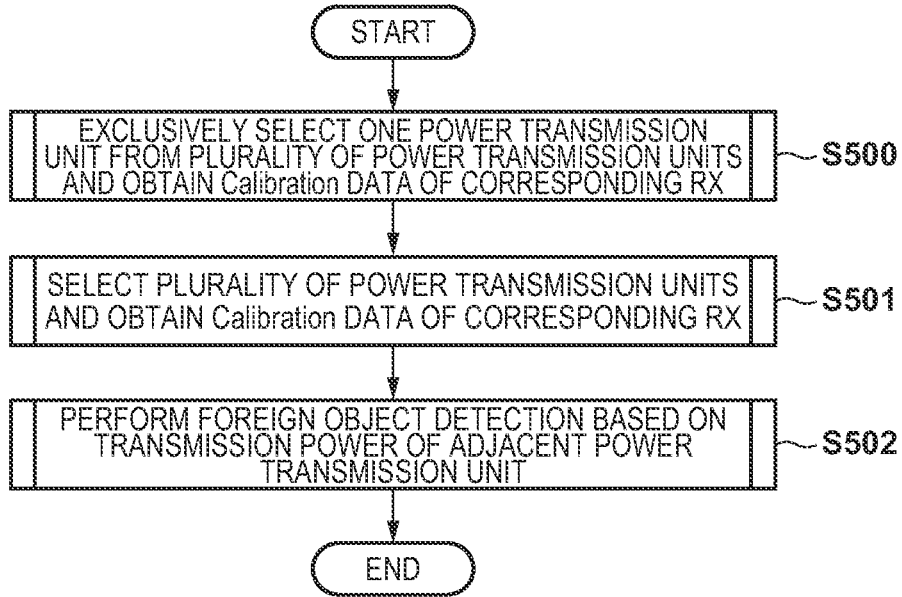 START
EXCLUSIVELY SELECT ONE POWER TRANSMISSION
UNIT FROM PLURALITY OF POWER TRANSMISSION UNITS
AND OBTAIN Calibration DATA OF CORRESPONDING RX
S500
SELECT PLURALITY OF POWER TRANSMISSION UNITS
AND OBTAIN Calibration DATA OF CORRESPONDING RX
S501
PERFORM FOREIGN OBJECT DETECTION BASED ON
TRANSMISSION POWER OF ADJACENT POWER
TRANSMISSION UNIT
S502
END